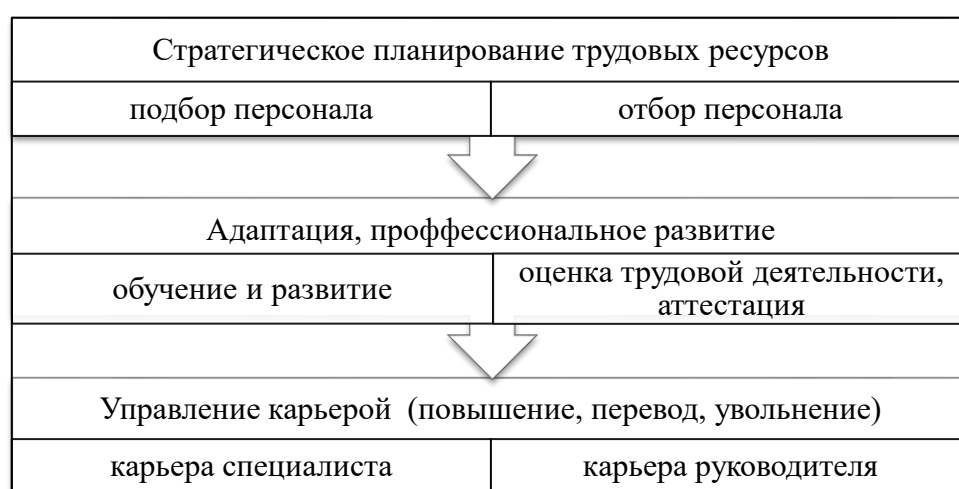 Стратегическое планирование трудовых ресурсов
подбор персонала
отбор персонала
Адаптация, проффессиональное развитие
обучение и развитие
оценка трудовой деятельности,
аттестация
Управление карьерой (повышение, перевод, увольнение)
карьера специалиста
карьера руководителя